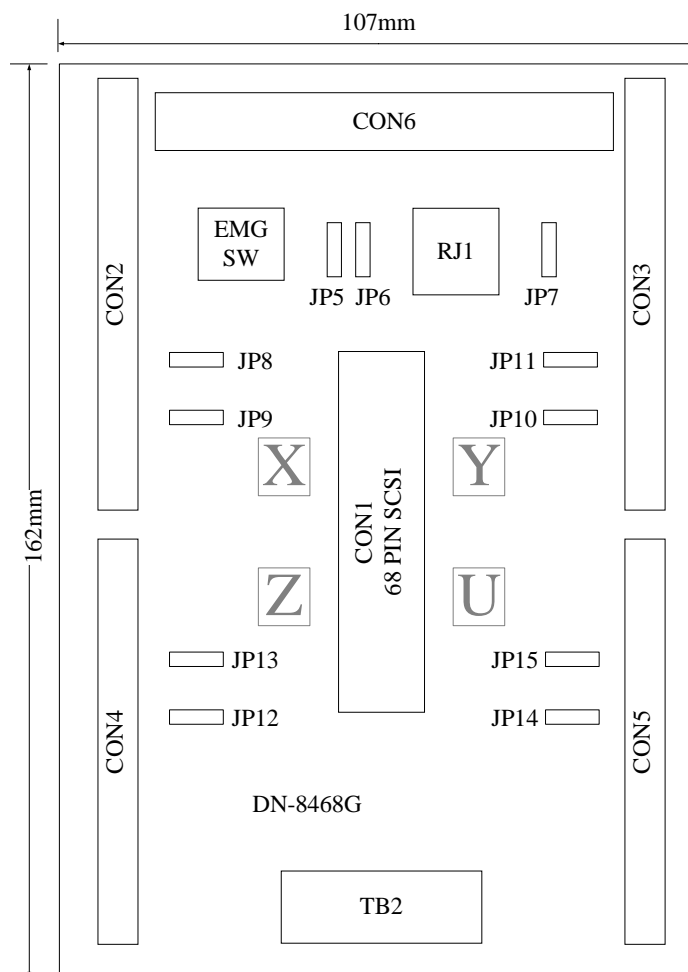 107mm
CON6
EMG
SW
RJ1
CON2
CON3
JP5
JP6
JP7
JP8
JP11
JP9
JP10
X
Y
CON1
68 PIN SCSI
162mm
Z
U
JP13
JP15
JP12
JP14
CON4
CON5
DN-8468G
TB2